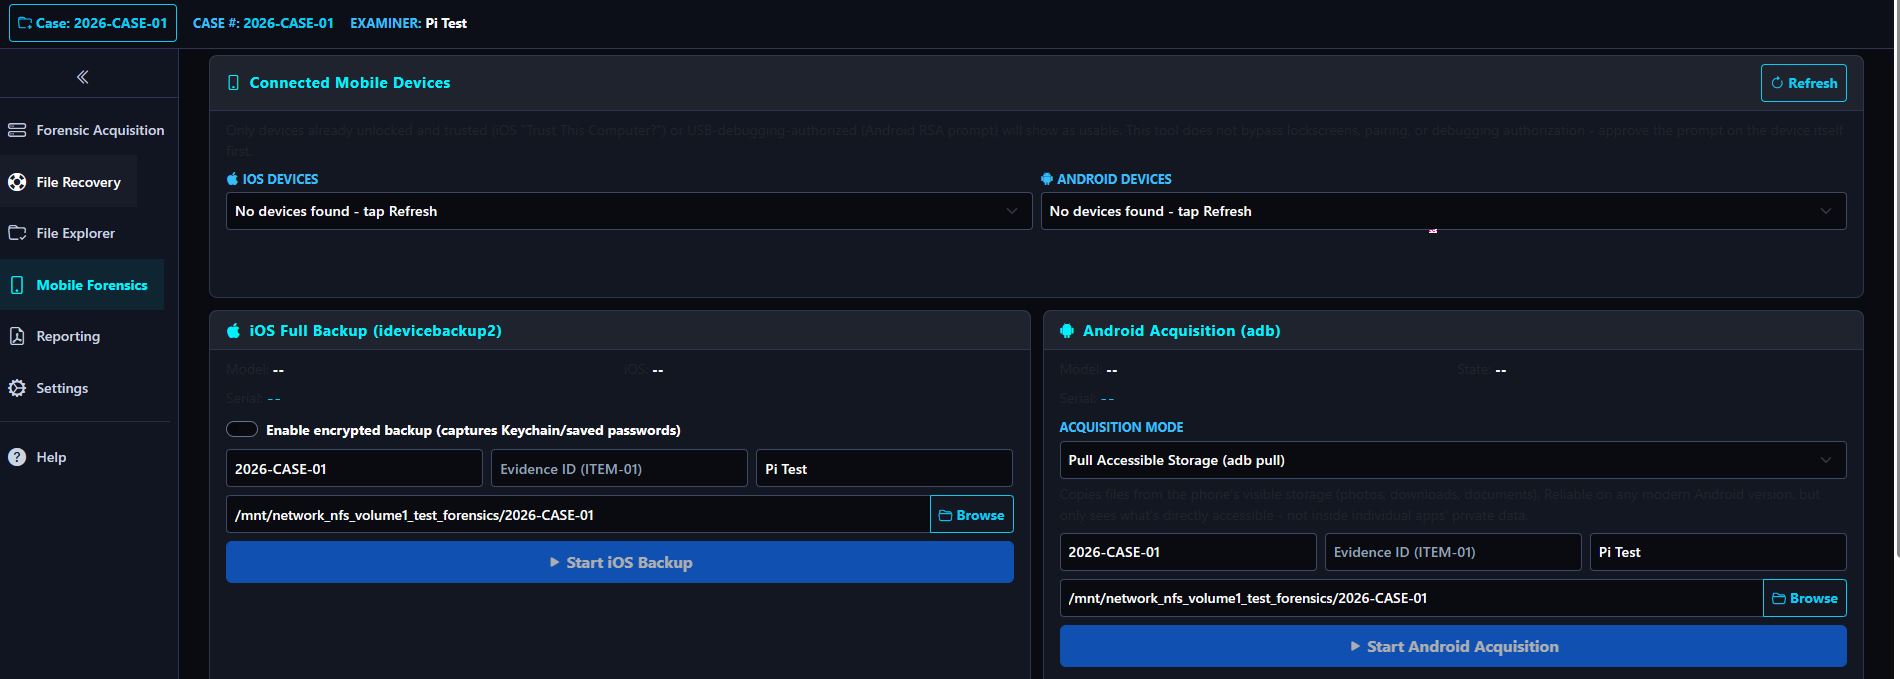 Case: 2026-CASE-01 CASE #: 2026-CASE-01 EXAMINER: Pi Test
Connected Mobile Devices
Refresh
Forensic Acquisition
File Recovery
File Explorer
Mobile Forensics
Reporting
Settings
Help
Only devices already unlocked and trusted (iOS "Trust This Computer?") or USB-debugging-authorized (Android RSA prompt) will show as usable. This tool does not bypass lockscreens, pairing, or debugging authorization - approve the prompt on the device itself
first.
IOS DEVICES
No devices found - tap Refresh
ANDROID DEVICES
No devices found - tap Refresh
iOS Full Backup (idevicebackup2)
Model: -- iOS: --
Serial: --
Enable encrypted backup (captures Keychain/saved passwords)
2026-CASE-01 Evidence ID (ITEM-01) Pi Test
/mnt/network_nfs_volume1_test_forensics/2026-CASE-01 Browse
Start iOS Backup
Android Acquisition (adb)
Model: -- State: --
Serial: --
ACQUISITION MODE
Pull Accessible Storage (adb pull)
Copies files from the phone's visible storage (photos, downloads, documents). Reliable on any modern Android version, but
only sees what's directly accessible - not inside individual apps' private data.
2026-CASE-01 Evidence ID (ITEM-01) Pi Test
/mnt/network_nfs_volume1_test_forensics/2026-CASE-01 Browse
Start Android Acquisition